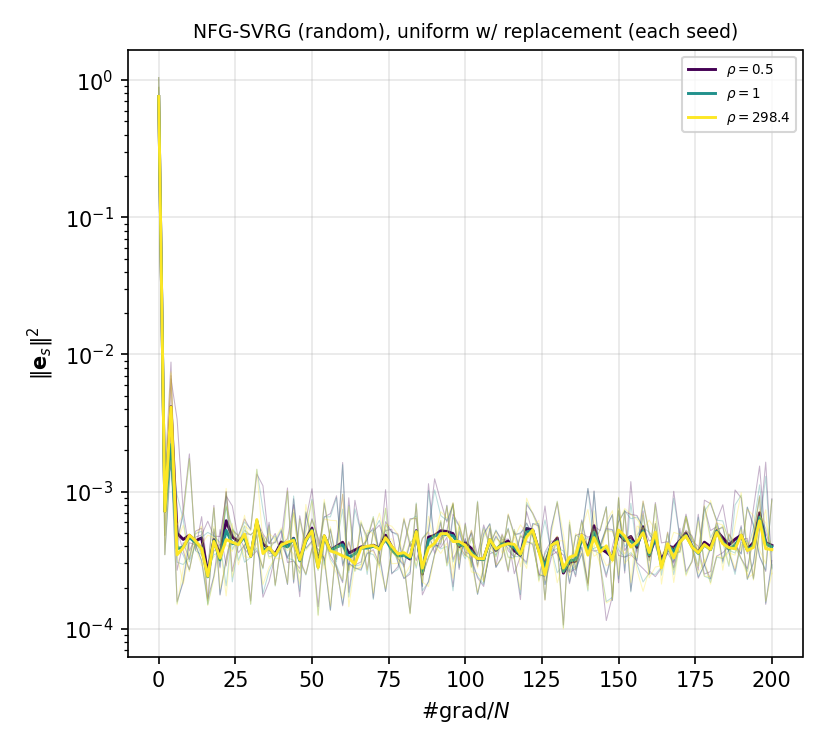 NFG-SVRG (random), uniform w/ replacement (each seed)
ρ = 0.5
ρ = 1
ρ = 298.4
10⁰
10⁻¹
10⁻²
10⁻³
10⁻⁴
‖𝐞ₛ‖²
0 25 50 75 100 125 150 175 200
#grad/N